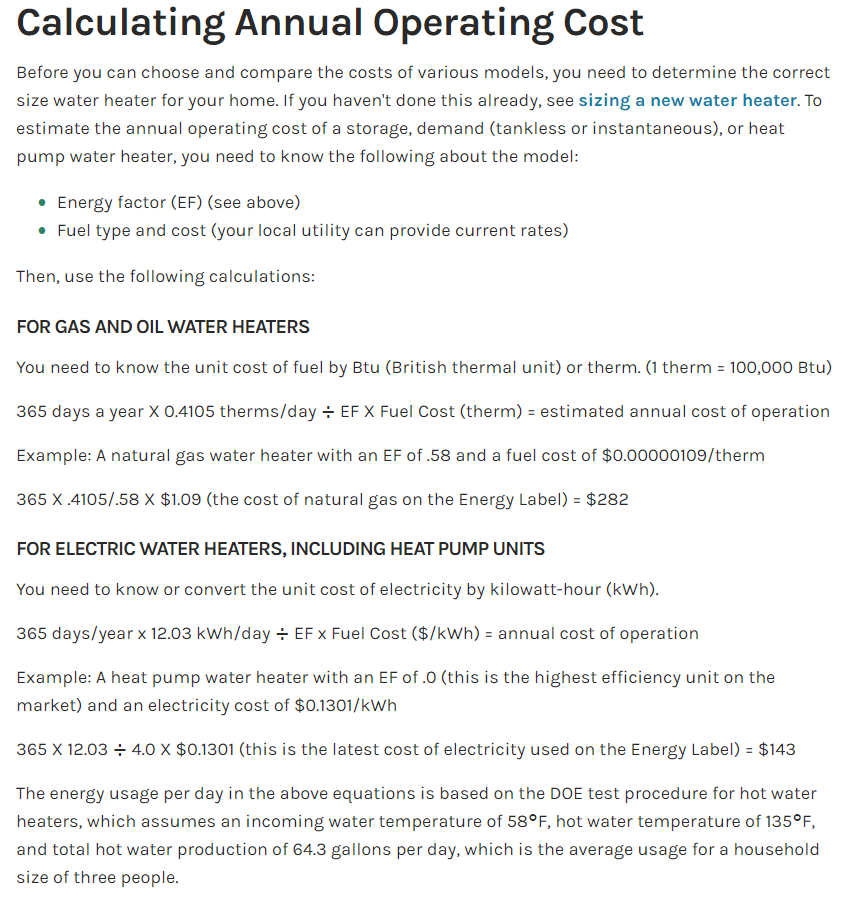 Calculating Annual Operating Cost
Before you can choose and compare the costs of various models, you need to determine the correct
size water heater for your home. If you haven't done this already, see sizing a new water heater. To
estimate the annual operating cost of a storage, demand (tankless or instantaneous), or heat
pump water heater, you need to know the following about the model:
• Energy factor (EF) (see above)
• Fuel type and cost (your local utility can provide current rates)
Then, use the following calculations:
FOR GAS AND OIL WATER HEATERS
You need to know the unit cost of fuel by Btu (British thermal unit) or therm. (1 therm = 100,000 Btu)
365 days a year X 0.4105 therms/day ÷ EF X Fuel Cost (therm) = estimated annual cost of operation
Example: A natural gas water heater with an EF of .58 and a fuel cost of $0.00000109/therm
365 X .4105/.58 X $1.09 (the cost of natural gas on the Energy Label) = $282
FOR ELECTRIC WATER HEATERS, INCLUDING HEAT PUMP UNITS
You need to know or convert the unit cost of electricity by kilowatt-hour (kWh).
365 days/year x 12.03 kWh/day ÷ EF x Fuel Cost ($/kWh) = annual cost of operation
Example: A heat pump water heater with an EF of .0 (this is the highest efficiency unit on the
market) and an electricity cost of $0.1301/kWh
365 X 12.03 ÷ 4.0 X $0.1301 (this is the latest cost of electricity used on the Energy Label) = $143
The energy usage per day in the above equations is based on the DOE test procedure for hot water
heaters, which assumes an incoming water temperature of 58°F, hot water temperature of 135°F,
and total hot water production of 64.3 gallons per day, which is the average usage for a household
size of three people.